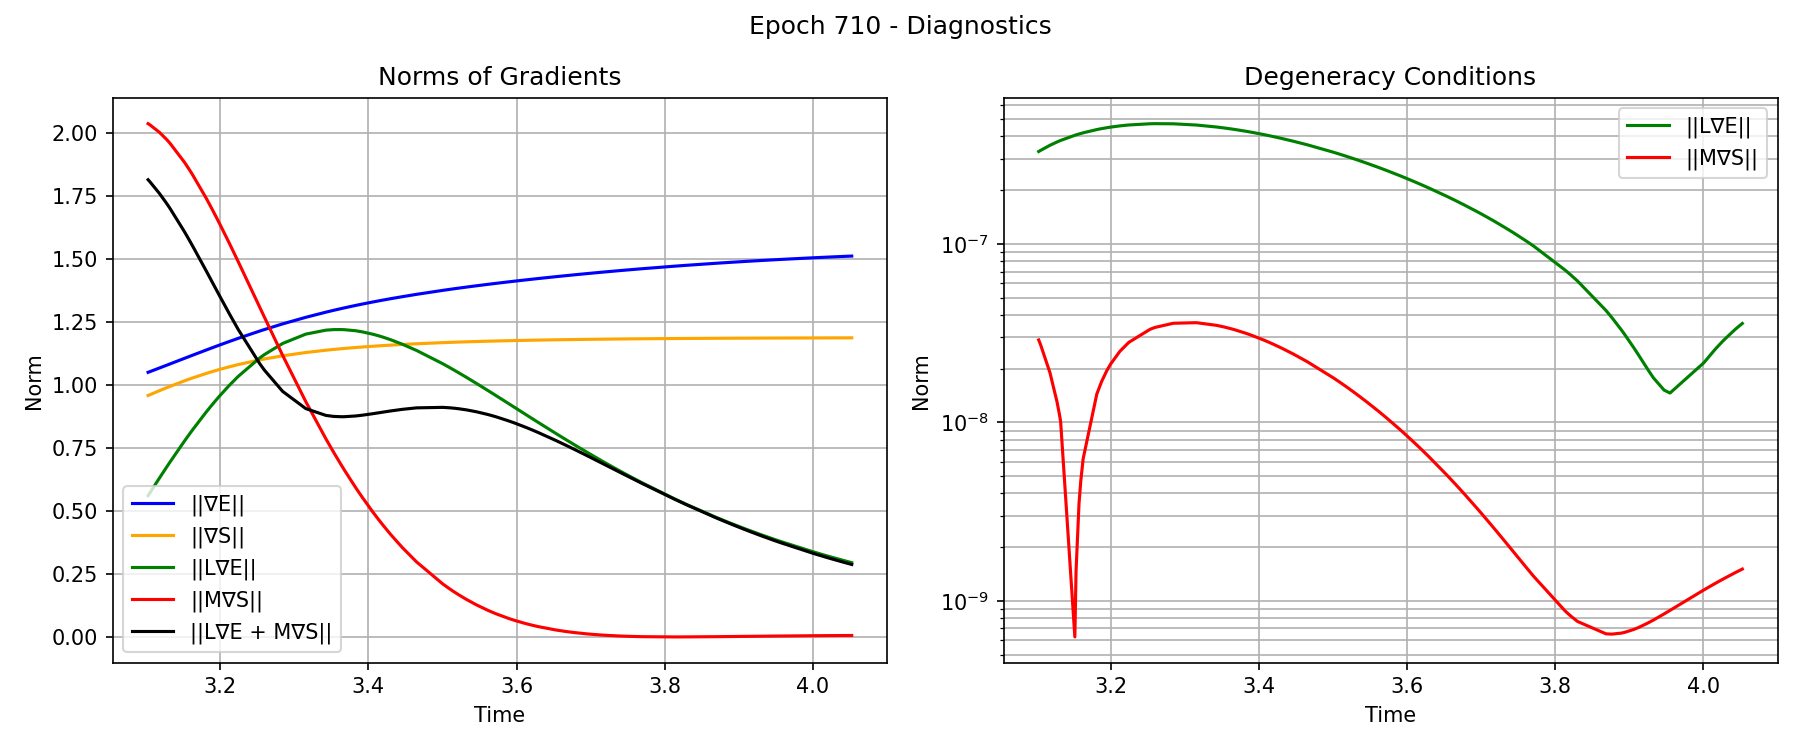 Epoch 710 - Diagnostics
Norms of Gradients
Norm
2.00
1.75
1.50
1.25
1.00
0.75
0.50
0.25
0.00
||∇E||
||∇S||
||L∇E||
||M∇S||
||L∇E + M∇S||
3.2
3.4
3.6
3.8
4.0
Time
Degeneracy Conditions
Norm
10⁻⁷
10⁻⁸
10⁻⁹
||L∇E||
||M∇S||
3.2
3.4
3.6
3.8
4.0
Time